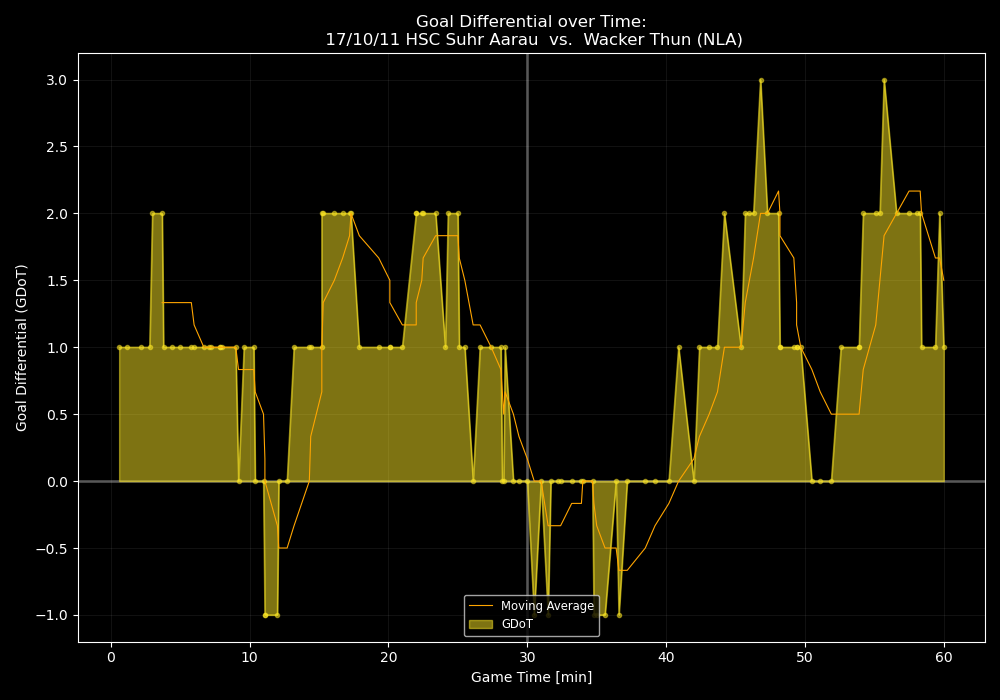 Goal Differential over Time:
17/10/11 HSC Suhr Aarau  vs.  Wacker Thun (NLA)
Goal Differential (GDoT)
3.0
2.5
2.0
1.5
1.0
0.5
0.0
−0.5
−1.0
Moving Average
GDoT
0 10 20 30 40 50 60
Game Time [min]